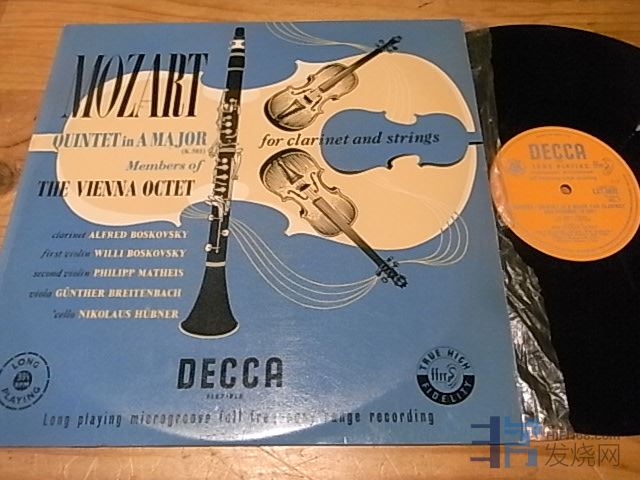 MOZART
QUINTET in A MAJOR
(K.581)
for clarinet and strings
Members of
THE VIENNA OCTET
clarinet ALFRED BOSKOVSKY
first violin WILLI BOSKOVSKY
second violin PHILIPP MATHEIS
viola GÜNTHER BREITENBACH
'cello NIKOLAUS HÜBNER
LONG
PLAYING
DECCA
TRUE HIGH
ffrr
FIDELITY
Long playing microgroove full frequency range recording
DECCA
LONG PLAYING
发烧网